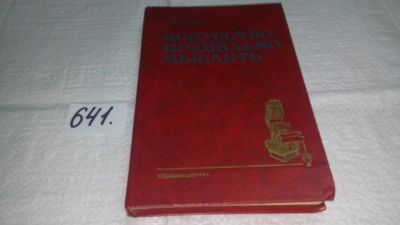 641.
ИСКУССТВО
ПРАВИЛЬНО
МЫСЛИТЬ
«Просвещение»